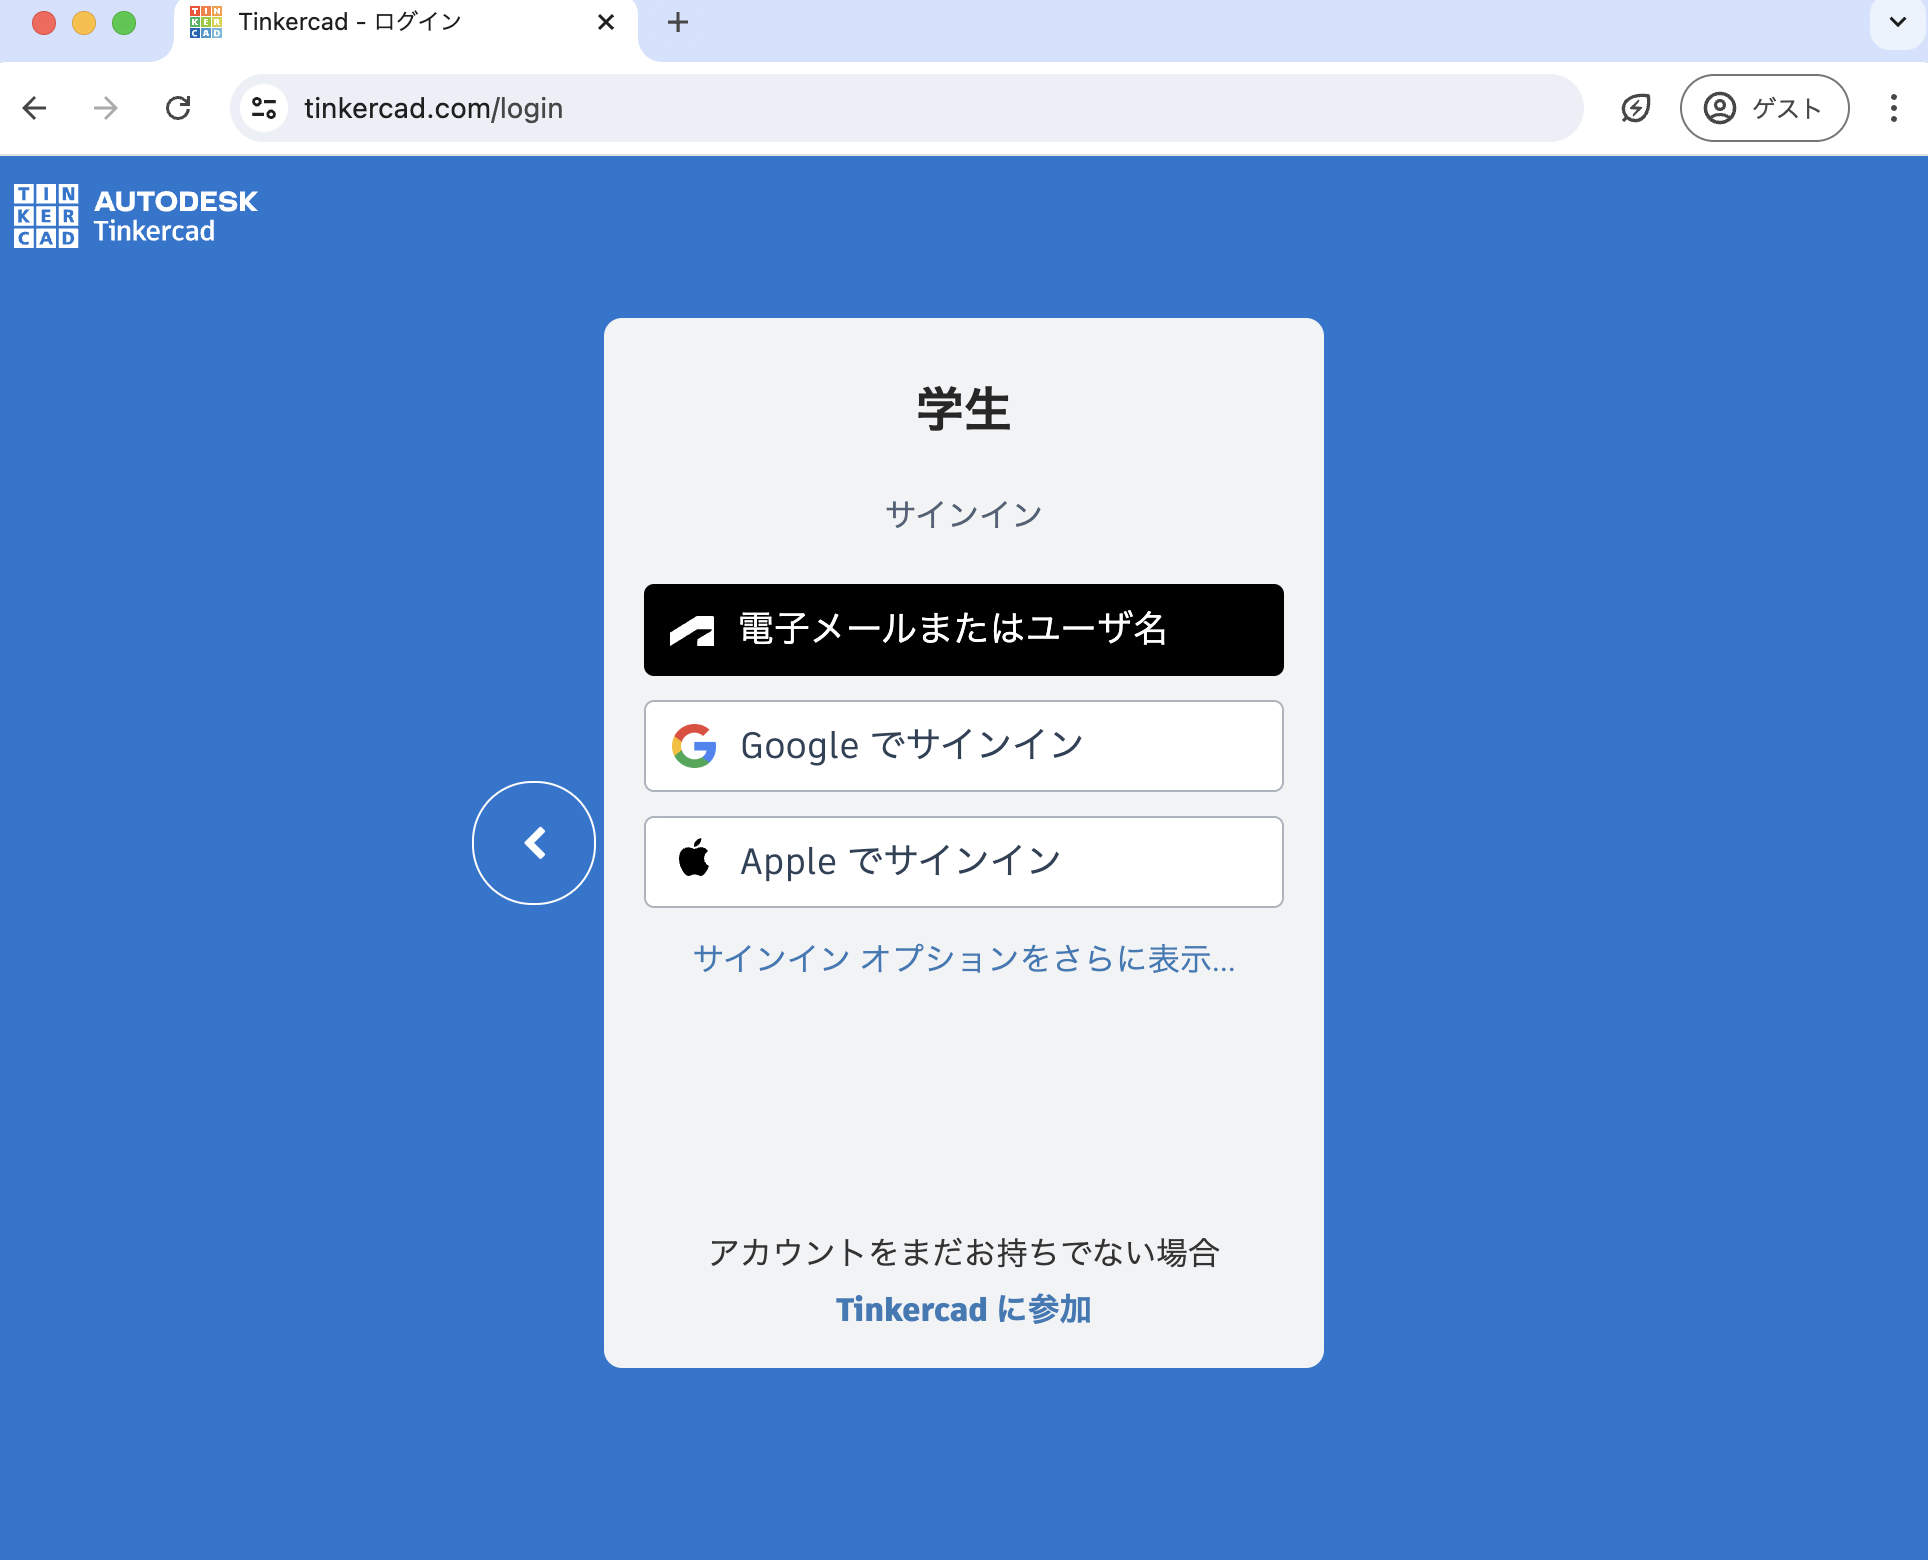 Tinkercad - ログイン
tinkercad.com/login
ゲスト
TIN
KER
CAD
AUTODESK
Tinkercad
学生
サインイン
電子メールまたはユーザ名
Google でサインイン
Apple でサインイン
サインイン オプションをさらに表示...
アカウントをまだお持ちでない場合
Tinkercad に参加